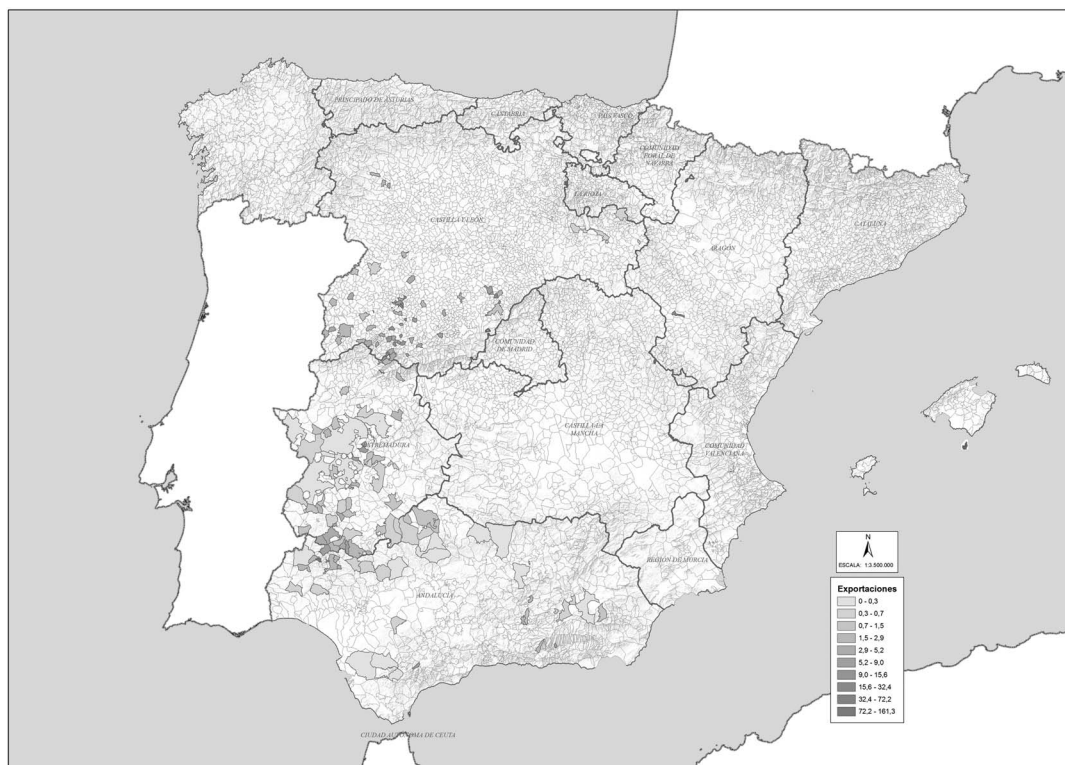 PRINCIPADO DE ASTURIAS
CANTABRIA
PAIS VASCO
COMUNIDAD
FORAL DE
NAVARRA
LA RIOJA
CASTILLA Y LEÓN
CATALUÑA
ARAGÓN
COMUNIDAD
DE MADRID
EXTREMADURA
CASTILLA-LA
MANCHA
COMUNIDAD
VALENCIANA
REGIÓN DE MURCIA
ANDALUCÍA
CIUDAD AUTÓNOMA DE CEUTA
N
ESCALA: 1:3.500.000
Exportaciones
0 - 0,3
0,3 - 0,7
0,7 - 1,5
1,5 - 2,9
2,9 - 5,2
5,2 - 9,0
9,0 - 15,6
15,6 - 32,4
32,4 - 72,2
72,2 - 161,3